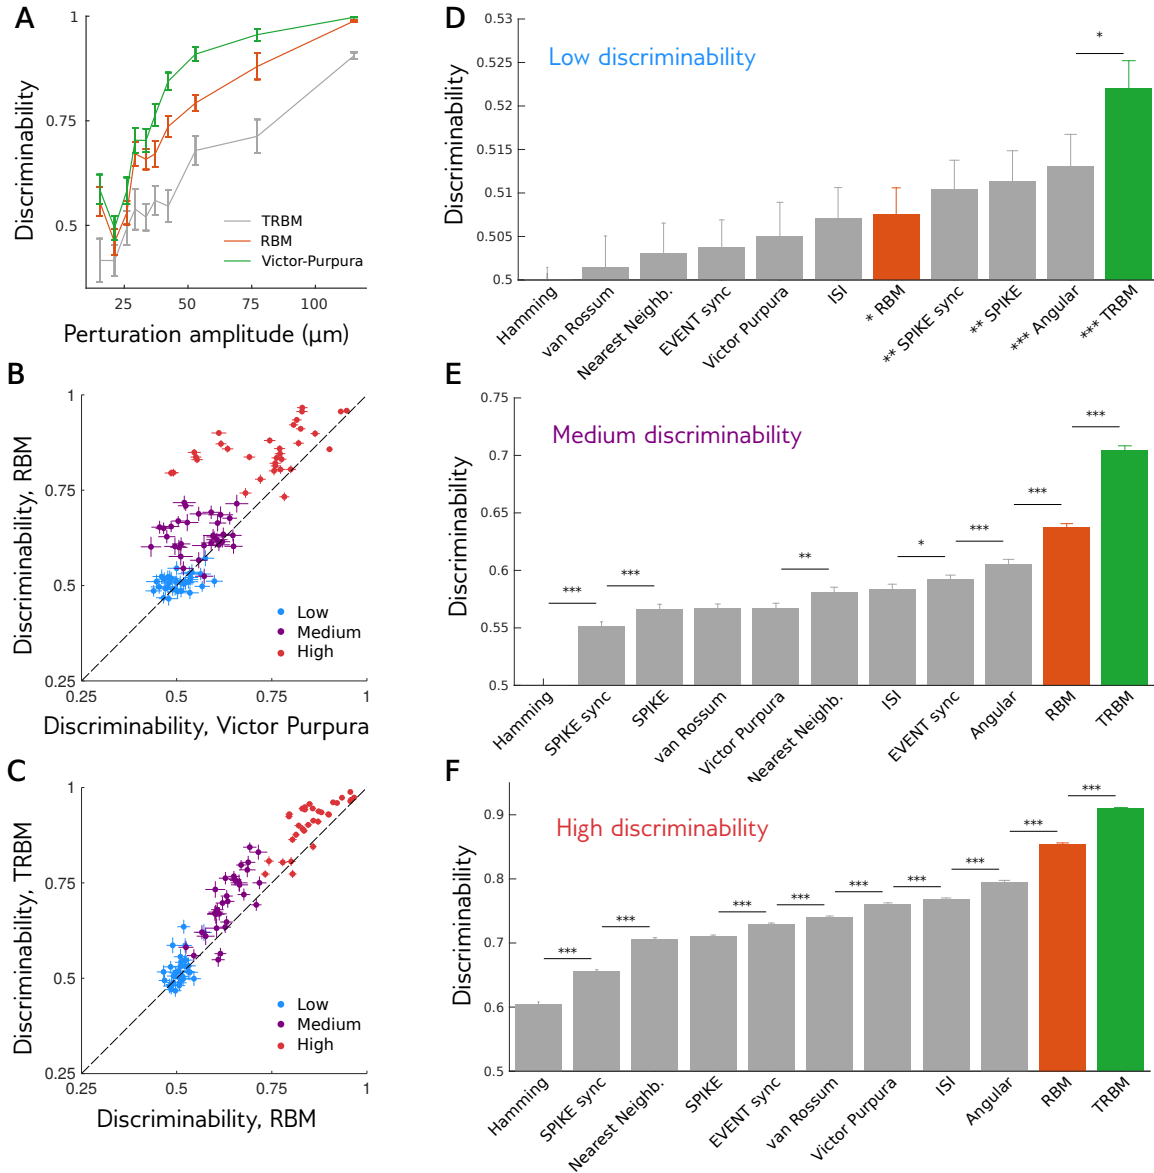 A
Discriminability
1
0.75
0.5
25
50
75
100
TRBM
RBM
Victor-Purpura
Perturation amplitude (μm)
B
Discriminability, RBM
1
0.75
0.5
0.25
0.25
0.5
0.75
1
Low
Medium
High
Discriminability, Victor Purpura
C
Discriminability, TRBM
1
0.75
0.5
0.25
0.25
0.5
0.75
1
Low
Medium
High
Discriminability, RBM
D
Low discriminability
Discriminability
0.53
0.525
0.52
0.515
0.51
0.505
0.5
*
Hamming
van Rossum
Nearest Neighb.
EVENT sync
Victor Purpura
ISI
* RBM
** SPIKE sync
** SPIKE
*** Angular
*** TRBM
E
Medium discriminability
Discriminability
0.75
0.7
0.65
0.6
0.55
0.5
***
***
**
*
***
***
***
Hamming
SPIKE sync
SPIKE
van Rossum
Victor Purpura
Nearest Neighb.
ISI
EVENT sync
Angular
RBM
TRBM
F
High discriminability
Discriminability
0.9
0.8
0.7
0.6
0.5
***
***
***
***
***
***
***
***
***
Hamming
SPIKE sync
Nearest Neighb.
SPIKE
EVENT sync
van Rossum
Victor Purpura
ISI
Angular
RBM
TRBM